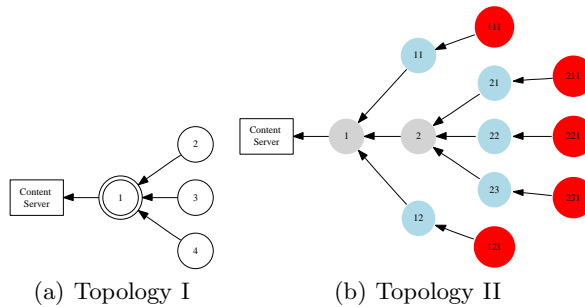 Content
Server
1
2
3
4
(a) Topology I
Content
Server
1
2
11
12
21
22
23
111
211
221
231
121
(b) Topology II